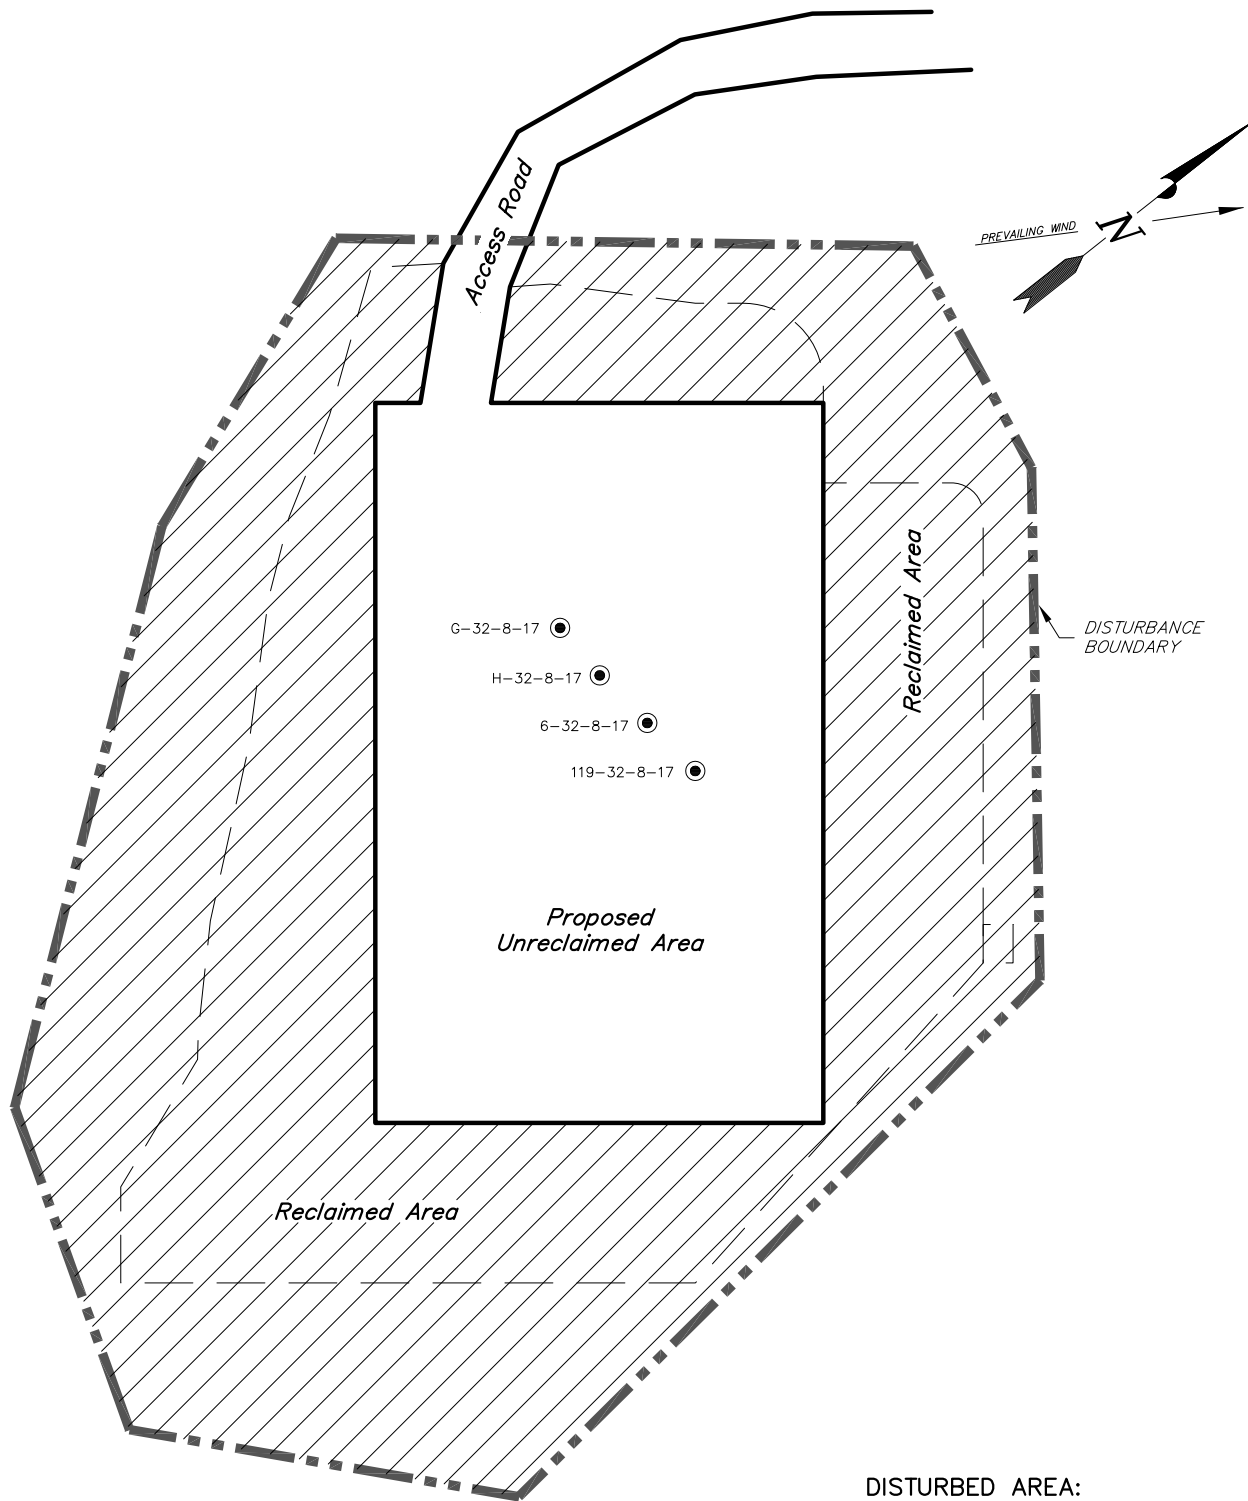 Access Road
PREVAILING WIND
N
Reclaimed Area
G-32-8-17
H-32-8-17
6-32-8-17
119-32-8-17
DISTURBANCE
BOUNDARY
Proposed
Unreclaimed Area
Reclaimed Area
DISTURBED AREA: